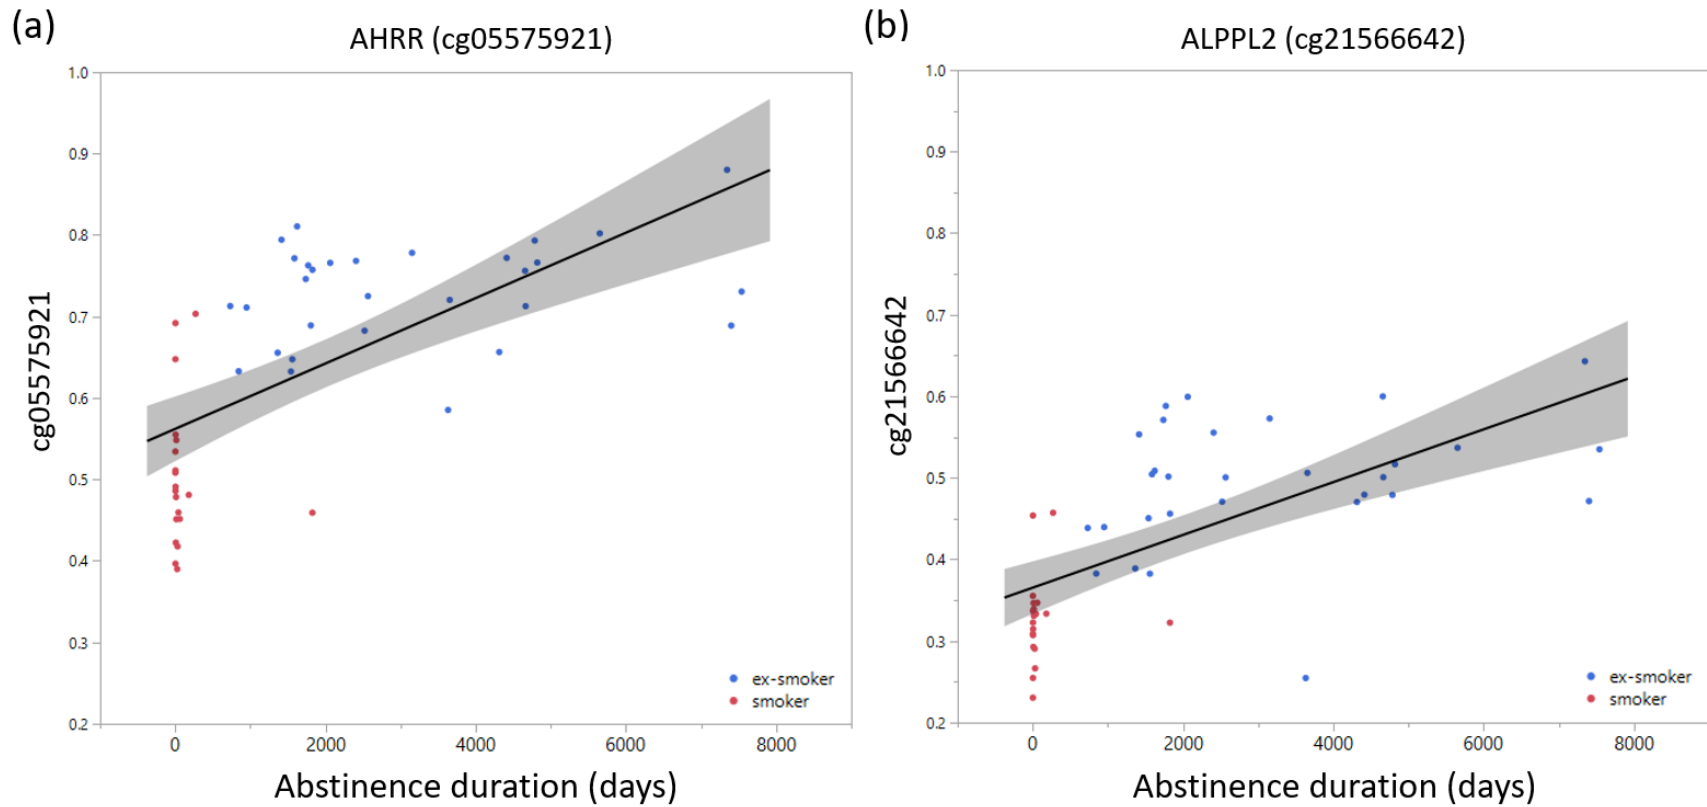 (a)
AHRR (cg05575921)
1.0
0.9
0.8
0.7
0.6
0.5
0.4
0.3
0.2
cg05575921
0 2000 4000 6000 8000
Abstinence duration (days)
ex-smoker
smoker
(b)
ALPPL2 (cg21566642)
1.0
0.9
0.8
0.7
0.6
0.5
0.4
0.3
0.2
cg21566642
0 2000 4000 6000 8000
Abstinence duration (days)
ex-smoker
smoker